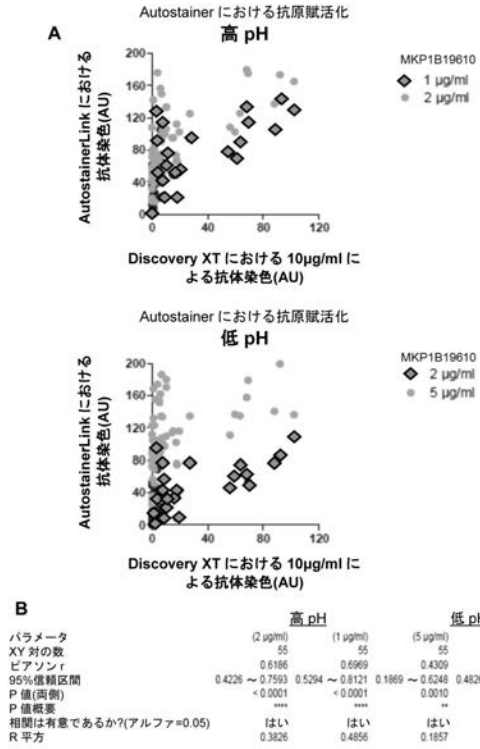 Autostainer における抗原賦活化
A
高 pH
MKP1B19610
1 µg/ml
2 µg/ml
AutostainerLink における
抗体染色(AU)
200
160
120
80
40
0
0
40
80
120
Discovery XT における 10µg/ml に
よる抗体染色(AU)
Autostainer における抗原賦活化
低 pH
MKP1B19610
2 µg/ml
5 µg/ml
AutostainerLink における
抗体染色(AU)
200
160
120
80
40
0
0
40
80
120
Discovery XT における 10µg/ml に
よる抗体染色(AU)
B
高 pH 低 pH
パラメータ (2 µg/ml) (1 µg/ml) (5 µg/ml)
XY 対の数 55 55 55
ピアソン r 0.6186 0.6969 0.4309
95%信頼区間 0.4226 ~ 0.7593 0.5294 ~ 0.8121 0.1869 ~ 0.6248
P 値(両側) < 0.0001 < 0.0001 0.0010
P 値概要 **** **** **
相関は有意であるか?(アルファ=0.05) はい はい はい
R 平方 0.3826 0.4856 0.1857